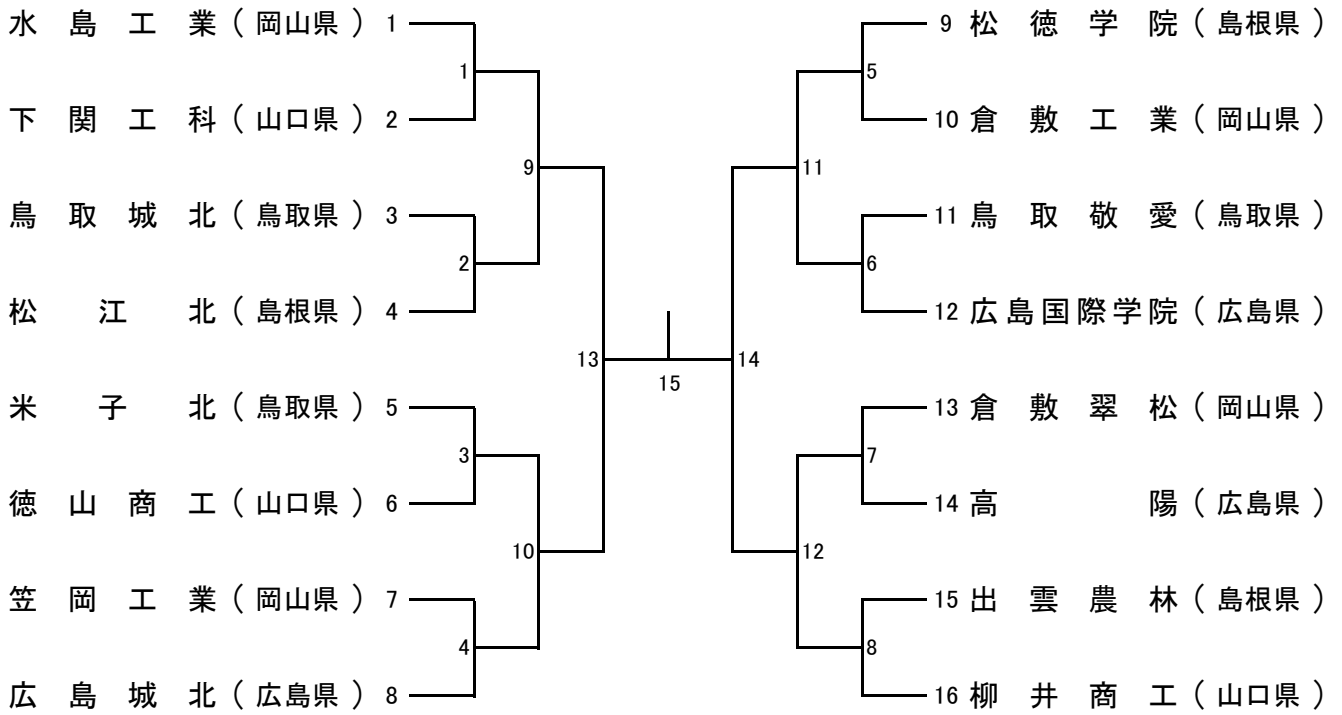 水島工業（岡山県）1
1
下関工科（山口県）2
9
鳥取城北（鳥取県）3
2
松江北（島根県）4
13
米子北（鳥取県）5
3
徳山商工（山口県）6
10
笠岡工業（岡山県）7
4
広島城北（広島県）8
15
9 松徳学院（島根県）
5
10 倉敷工業（岡山県）
11
11 鳥取敬愛（鳥取県）
6
12 広島国際学院（広島県）
14
13 倉敷翠松（岡山県）
7
14 高陽（広島県）
12
15 出雲農林（島根県）
8
16 柳井商工（山口県）